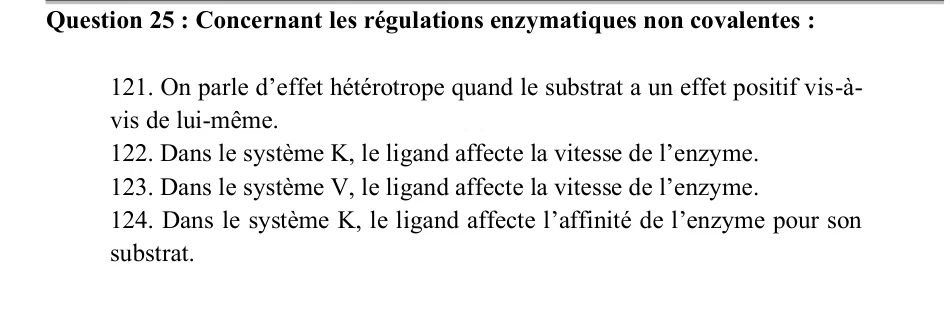 Question 25 : Concernant les régulations enzymatiques non covalentes :
121. On parle d’effet hétérotrope quand le substrat a un effet positif vis-à-
vis de lui-même.
122. Dans le système K, le ligand affecte la vitesse de l’enzyme.
123. Dans le système V, le ligand affecte la vitesse de l’enzyme.
124. Dans le système K, le ligand affecte l’affinité de l’enzyme pour son
substrat.